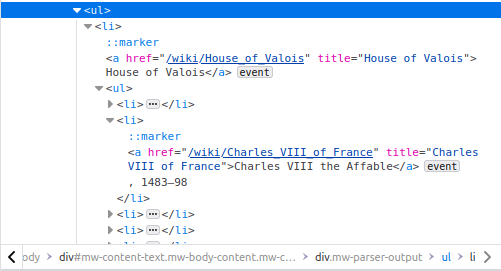 <ul>
<li>
::marker
<a href="/wiki/House_of_Valois" title="House of Valois">
House of Valois</a> event
<ul>
<li> ••• </li>
<li>
::marker
<a href="/wiki/Charles_VIII_of_France" title="Charles
VIII of France">Charles VIII the Affable</a> event
, 1483–98
</li>
<li> ••• </li>
<li> ••• </li>
<li> ••• </li>
ody > div#mw-content-text.mw-body-content.mw-c… > div.mw-parser-output > ul > li